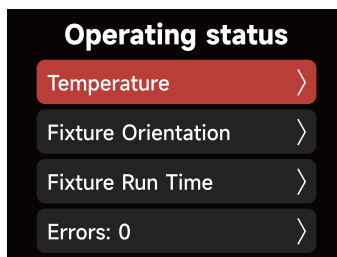 Operating status
Temperature
Fixture Orientation
Fixture Run Time
Errors: 0